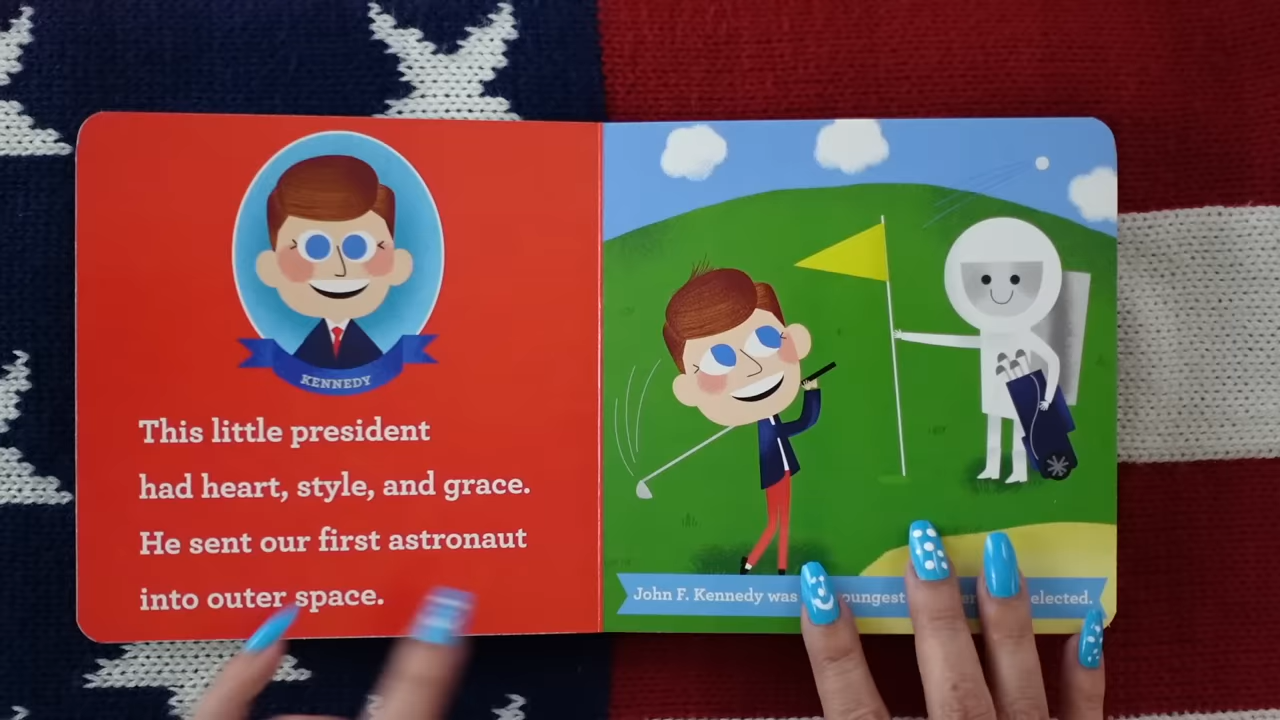 KENNEDY
This little president
had heart, style, and grace.
He sent our first astronaut
into outer space.
John F. Kennedy was youngest elected.